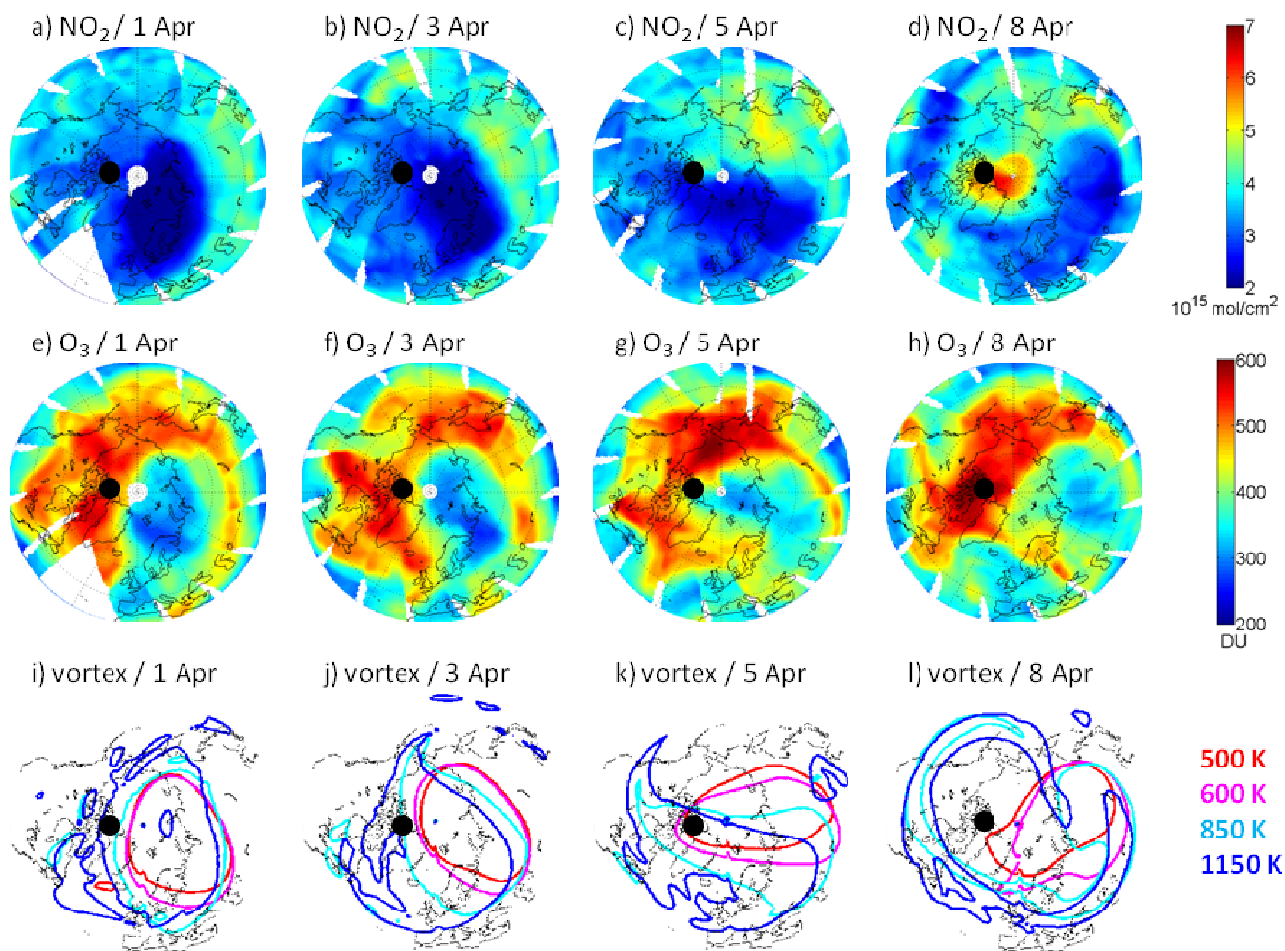 a) NO₂ / 1 Apr
b) NO₂ / 3 Apr
c) NO₂ / 5 Apr
d) NO₂ / 8 Apr
7
6
5
4
3
2
10¹⁵ mol/cm²
e) O₃ / 1 Apr
f) O₃ / 3 Apr
g) O₃ / 5 Apr
h) O₃ / 8 Apr
600
500
400
300
200
DU
i) vortex / 1 Apr
j) vortex / 3 Apr
k) vortex / 5 Apr
l) vortex / 8 Apr
500 K
600 K
850 K
1150 K